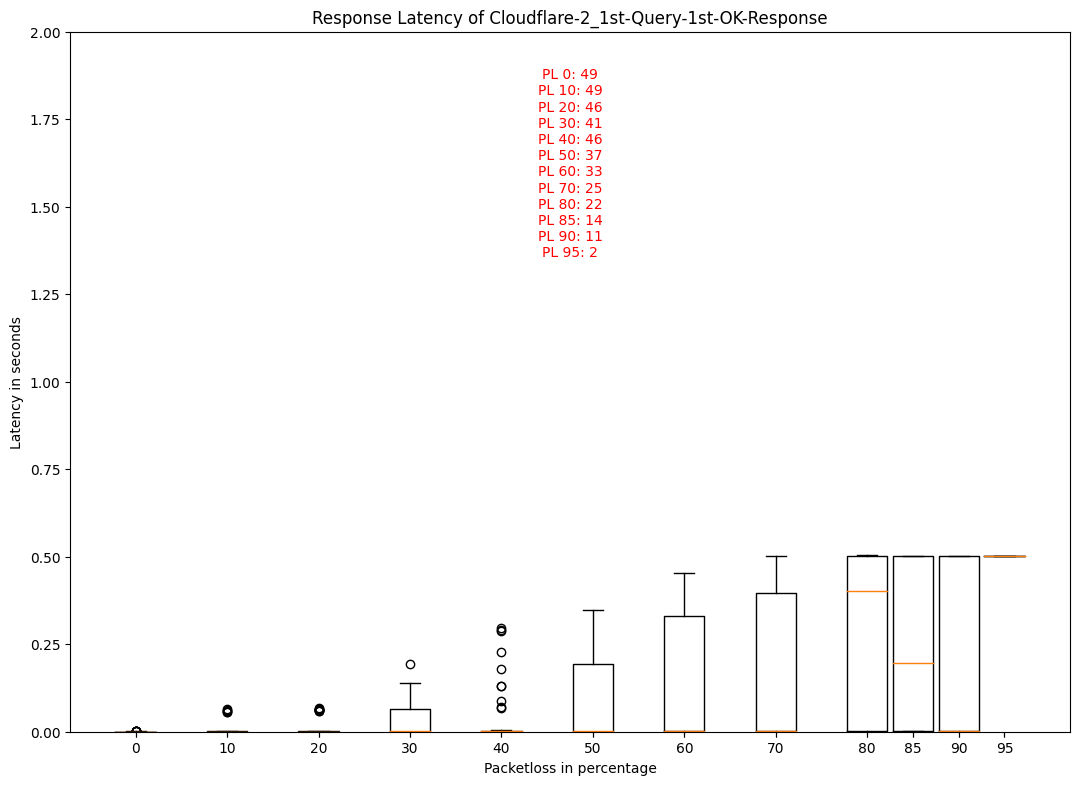 Response Latency of Cloudflare-2_1st-Query-1st-OK-Response
2.00
1.75
1.50
1.25
1.00
0.75
0.50
0.25
0.00
Latency in seconds
PL 0: 49
PL 10: 49
PL 20: 46
PL 30: 41
PL 40: 46
PL 50: 37
PL 60: 33
PL 70: 25
PL 80: 22
PL 85: 14
PL 90: 11
PL 95: 2
0 10 20 30 40 50 60 70 80 85 90 95
Packetloss in percentage